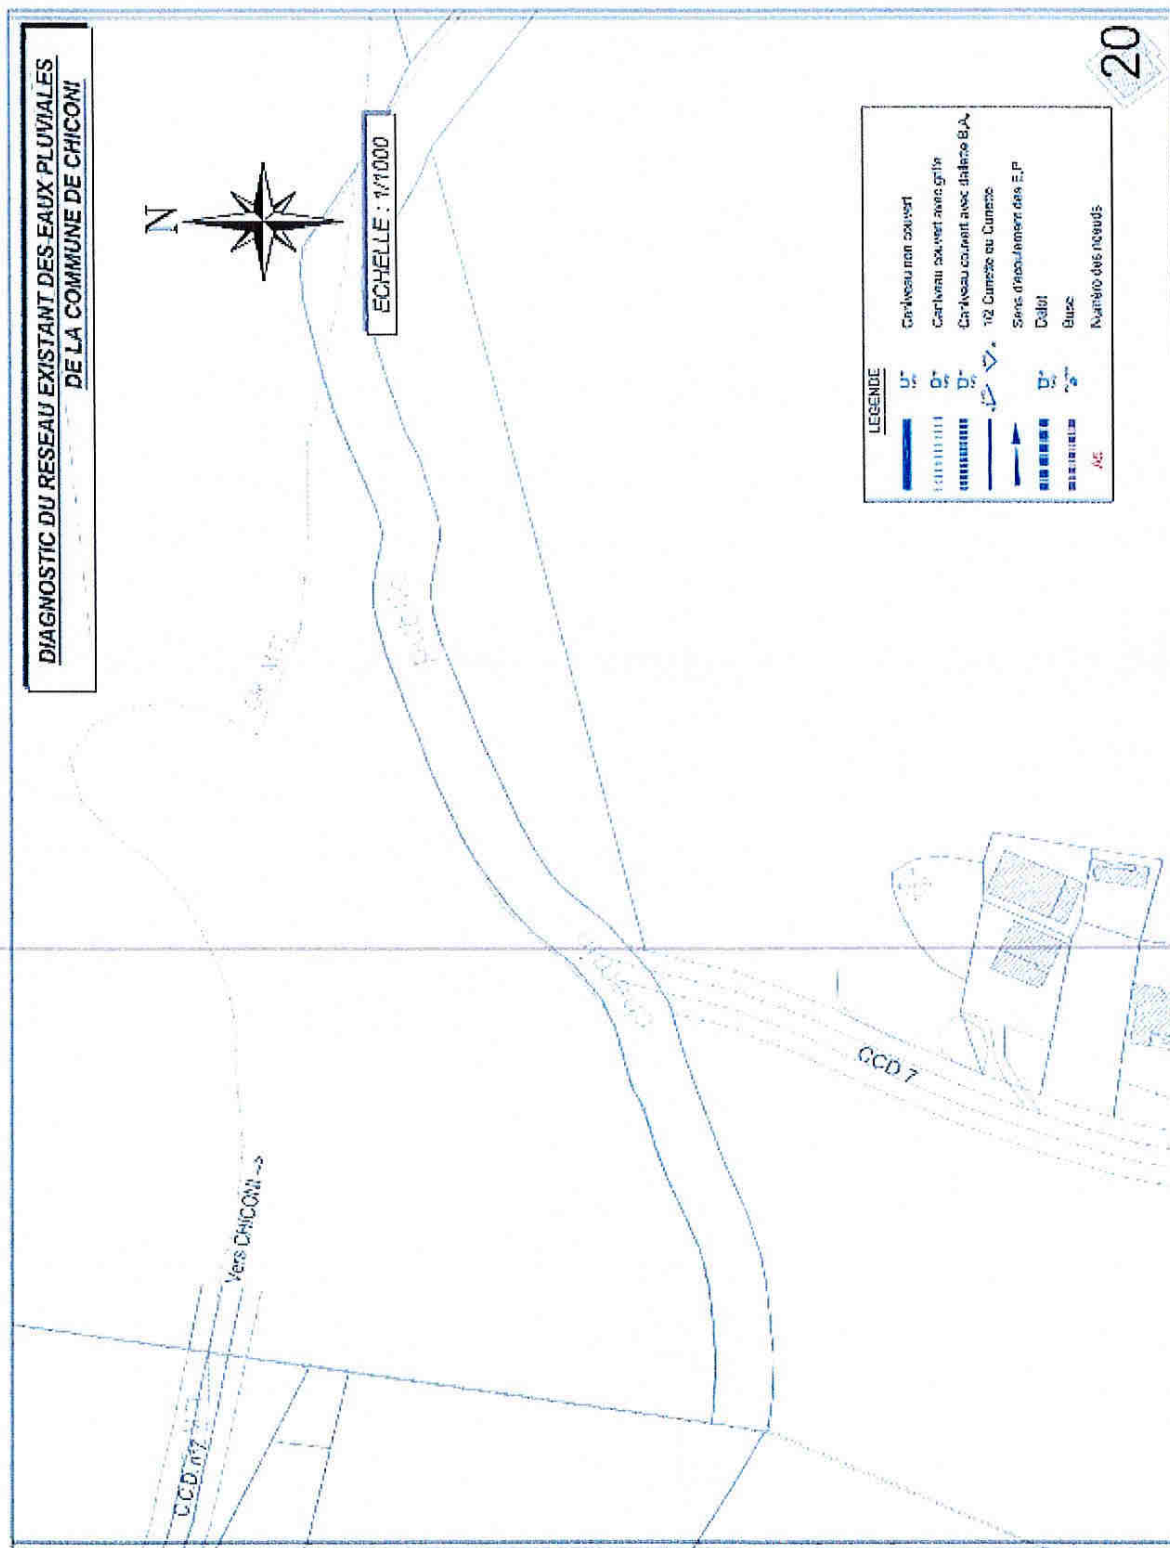 DIAGNOSTIC DU RESEAU EXISTANT DES EAUX PLUVIALES
DE LA COMMUNE DE CHICONI
N
ECHELLE : 1/1000
C.C.D. n°7
Vers CHICONI -->
CCD 7
LEGENDE
Caniveau non couvert
Caniveau couvert avec grille
Caniveau couvert avec dallette B.A.
1/2 Cunette ou Cunette
Sens d'écoulement des E.P
Dalot
Buse
Numéro des noeuds
20